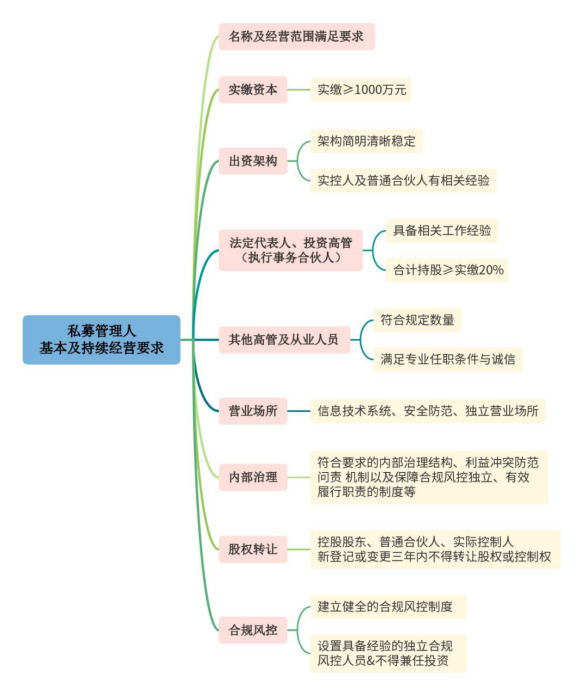 私募管理人
基本及持续经营要求
名称及经营范围满足要求
实缴资本
实缴≥1000万元
出资架构
架构简明清晰稳定
实控人及普通合伙人有相关经验
法定代表人、投资高管
（执行事务合伙人）
具备相关工作经验
合计持股≥实缴20%
其他高管及从业人员
符合规定数量
满足专业任职条件与诚信
营业场所
信息技术系统、安全防范、独立营业场所
内部治理
符合要求的内部治理结构、利益冲突防范
问责 机制以及保障合规风控独立、有效
履行职责的制度等
股权转让
控股股东、普通合伙人、实际控制人
新登记或变更三年内不得转让股权或控制权
合规风控
建立健全的合规风控制度
设置具备经验的独立合规
风控人员&不得兼任投资